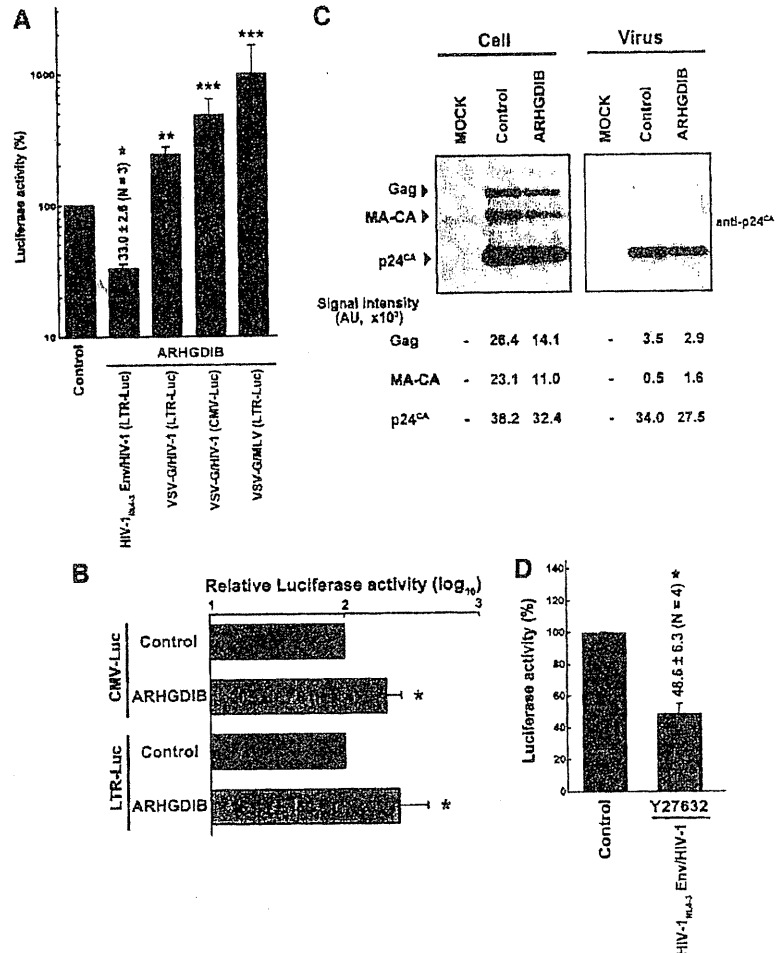 A
Luciferase activity (%)
1000
100
10
33.0 ± 2.6 (N = 3) *
**
***
***
ARHGDIB
Control
HIV-1NL4-3 Env/HIV-1 (LTR-Luc)
VSV-G/HIV-1 (LTR-Luc)
VSV-G/HIV-1 (CMV-Luc)
VSV-G/MLV (LTR-Luc)
C
Cell
Virus
MOCK
Control
ARHGDIB
MOCK
Control
ARHGDIB
Gag
MA-CA
p24CA
anti-p24CA
Signal intensity
(AU, x10³)
Gag - 26.4 14.1 - 3.5 2.9
MA-CA - 23.1 11.0 - 0.5 1.6
p24CA - 38.2 32.4 - 34.0 27.5
B
Relative Luciferase activity (log10)
1 2 3
CMV-Luc
Control
ARHGDIB *
LTR-Luc
Control
ARHGDIB *
D
Luciferase activity (%)
140
120
100
80
60
40
20
0
48.6 ± 6.3 (N = 4) *
Control
Y27632
HIV-1NL4-3 Env/HIV-1